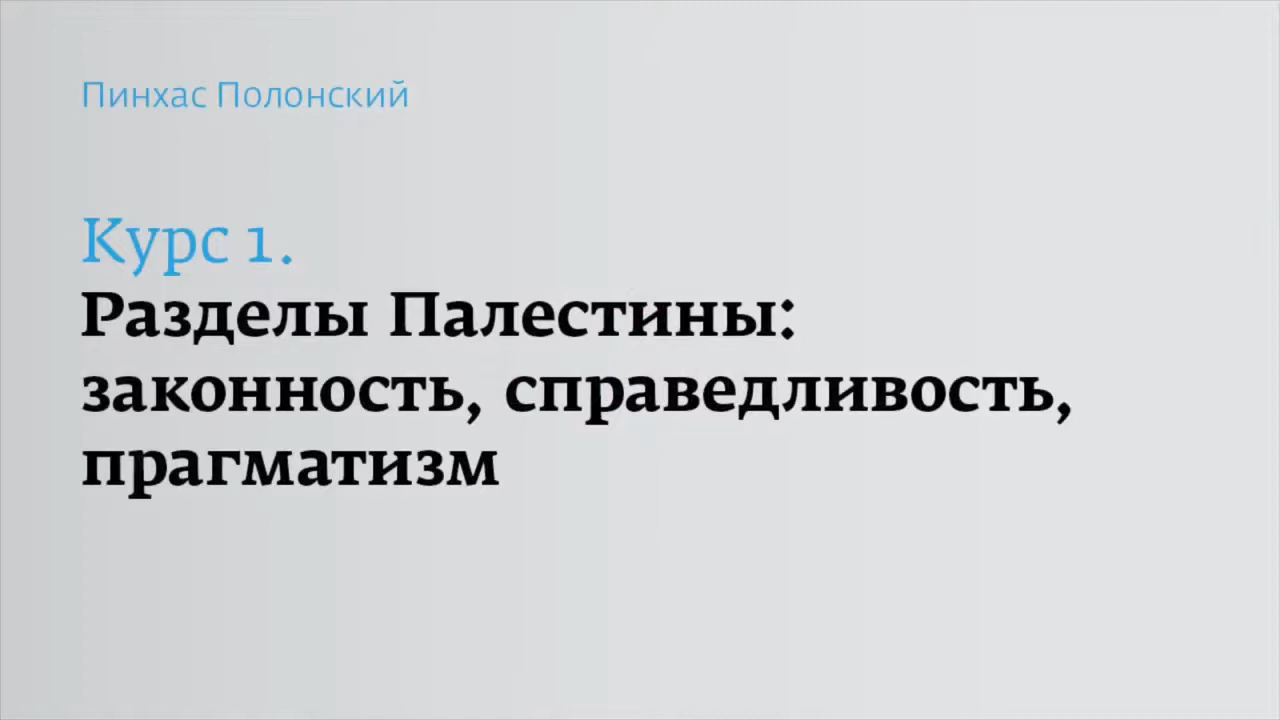 Пинхас Полонский
Курс 1.
Разделы Палестины:
законность, справедливость,
прагматизм